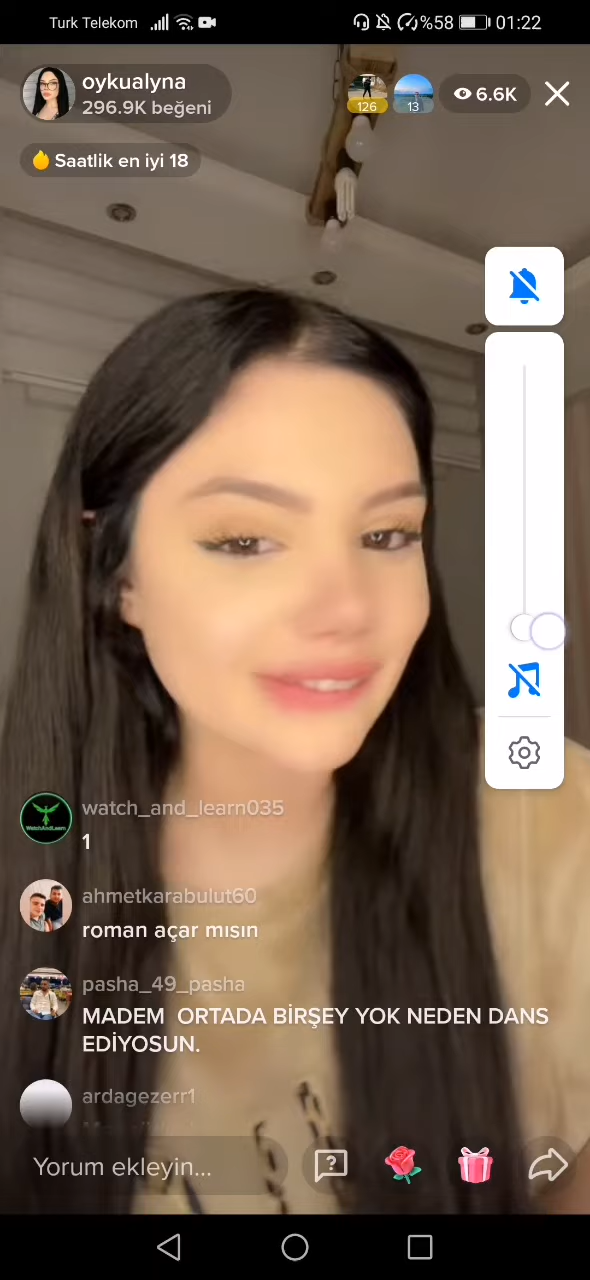 Turk Telekom
%58
01:22
oykualyna
296.9K beğeni
126
13
6.6K
Saatlik en iyi 18
watch_and_learn035
1
WatchAndLearn
ahmetkarabulut60
roman açar mısın
pasha_49_pasha
MADEM ORTADA BİRŞEY YOK NEDEN DANS
EDİYOSUN.
ardagezerr1
Yorum ekleyin...